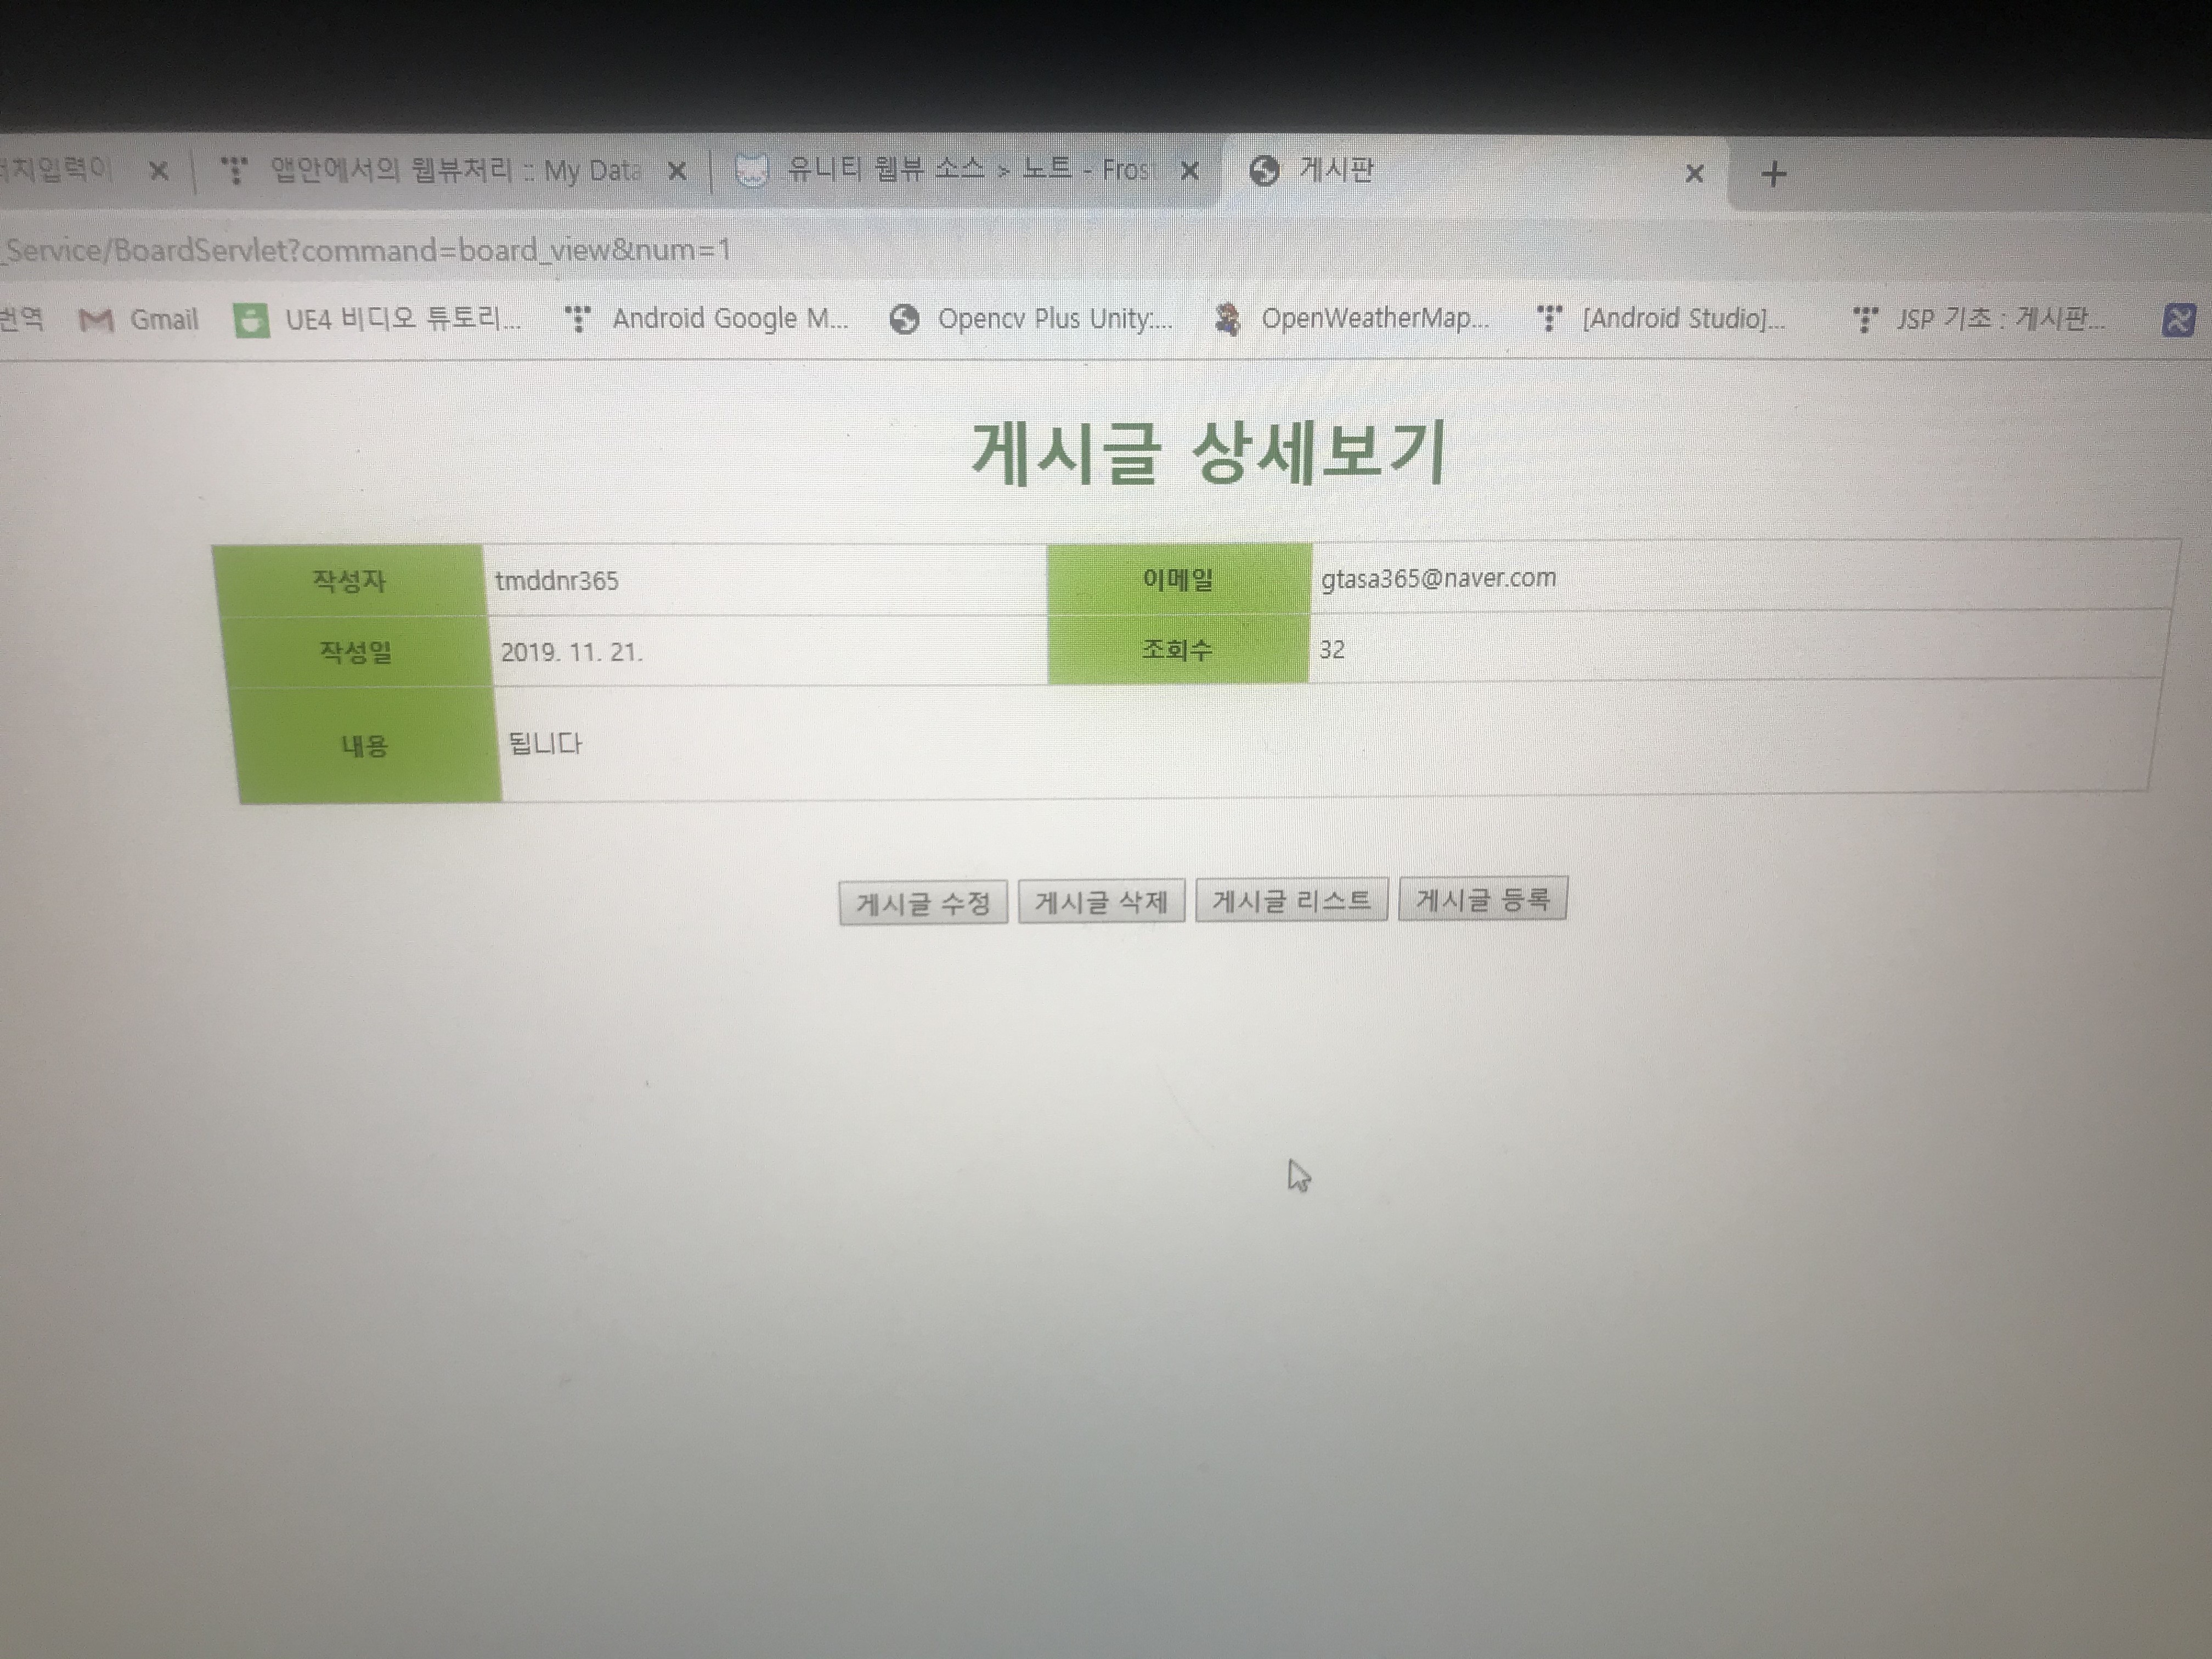 치입력이
앱안에서의 웹뷰처리 :: My Data
유니티 웹뷰 소스 > 노트 - Fros
게시판
_Service/BoardServlet?command=board_view&num=1
번역
Gmail
UE4 비디오 튜토리...
Android Google M...
Opencv Plus Unity:...
OpenWeatherMap...
[Android Studio]...
JSP 기초 : 게시판...
게시글 상세보기
작성자 tmddnr365 이메일 gtasa365@naver.com
작성일 2019. 11. 21. 조회수 32
내용 됩니다
게시글 수정 게시글 삭제 게시글 리스트 게시글 등록